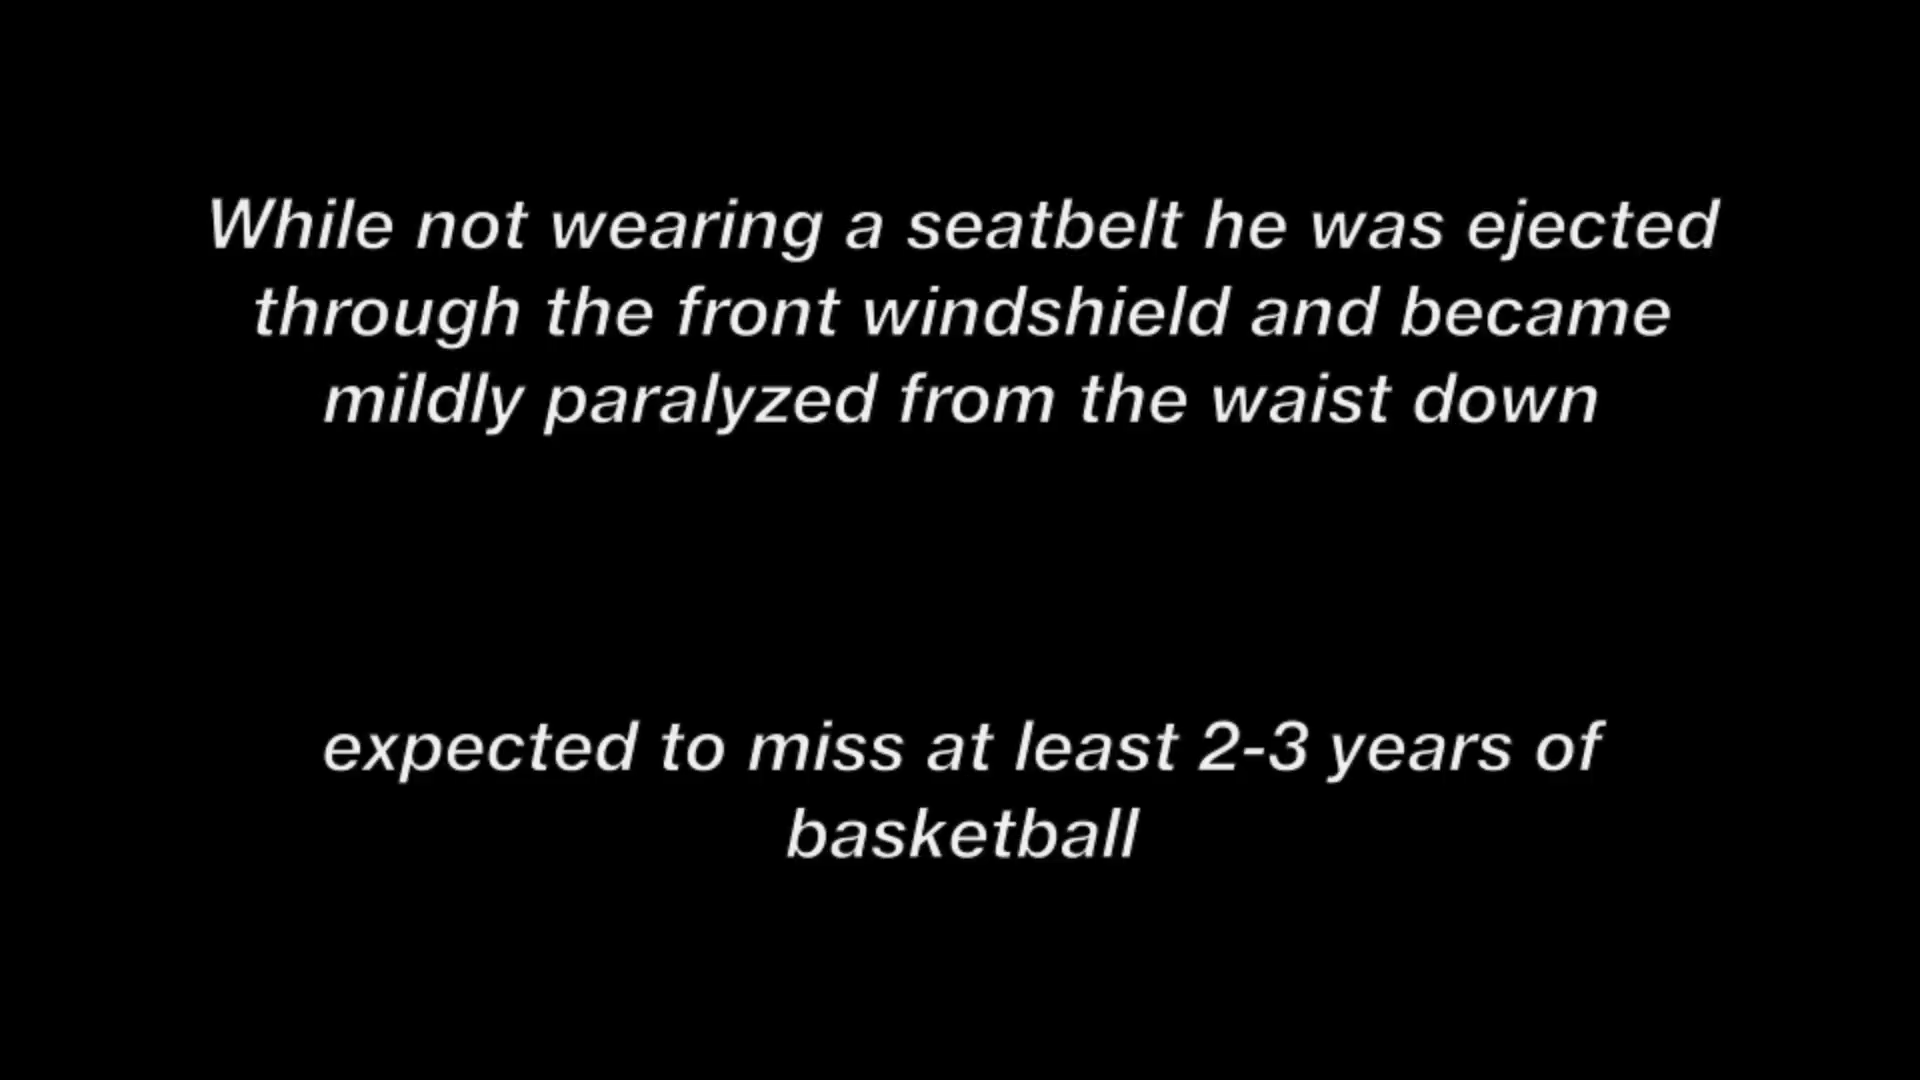 While not wearing a seatbelt he was ejected
through the front windshield and became
mildly paralyzed from the waist down
expected to miss at least 2-3 years of
basketball